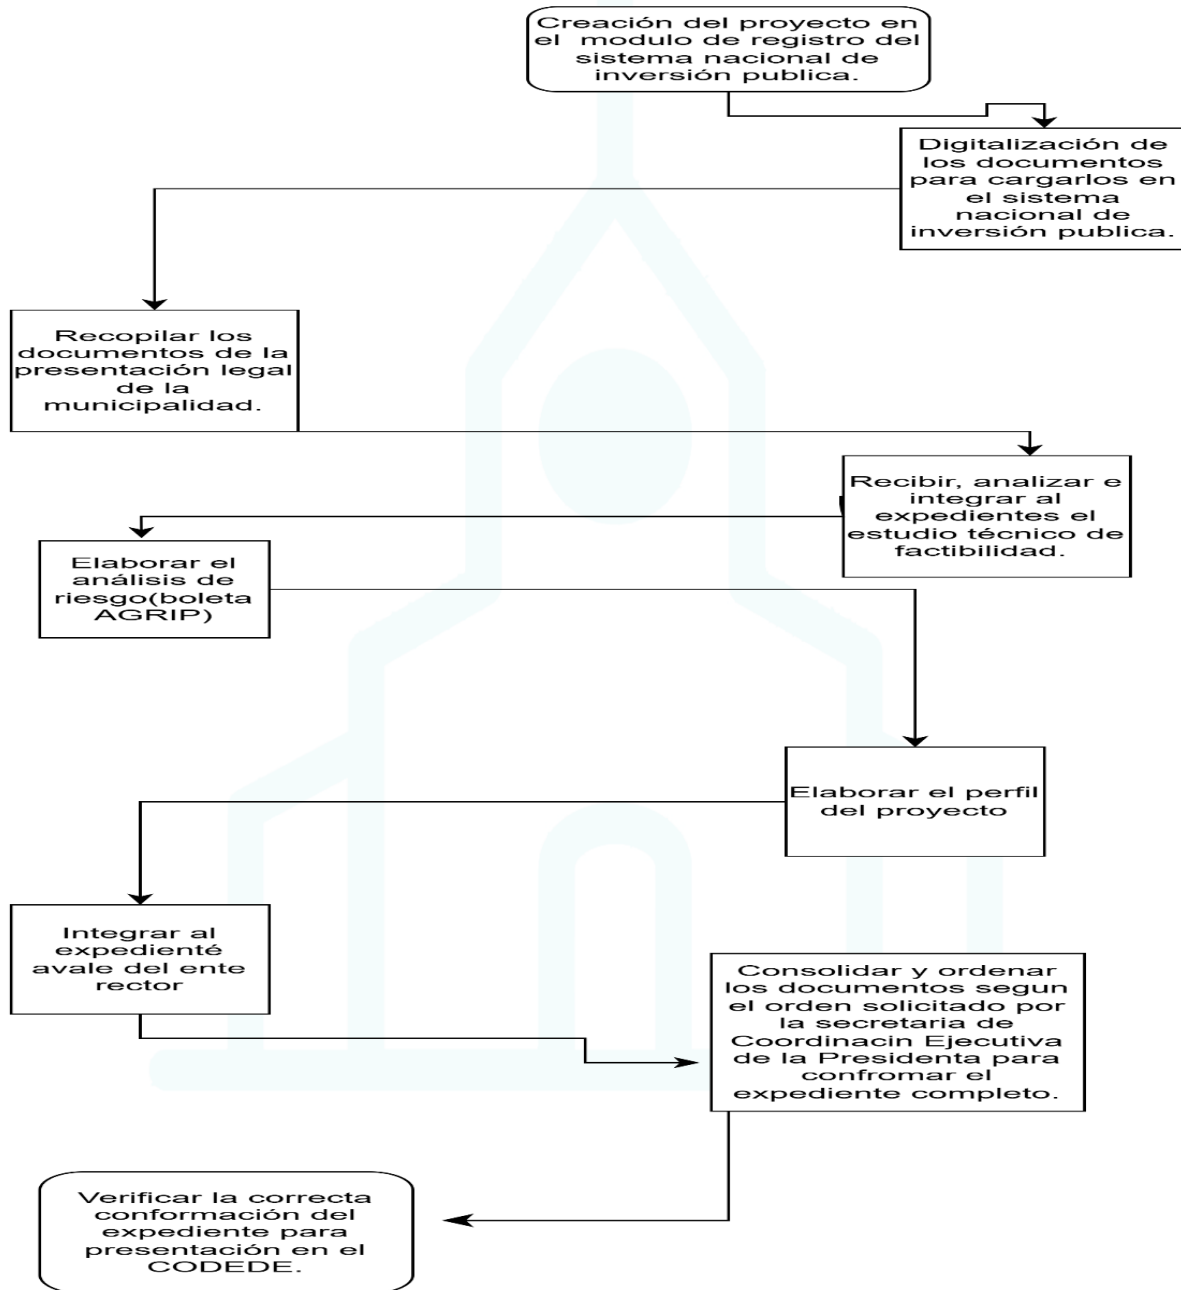 Creación del proyecto en
el modulo de registro del
sistema nacional de
inversión publica.
Digitalización de
los documentos
para cargarlos en
el sistema
nacional de
inversión publica.
Recopilar los
documentos de la
presentación legal
de la
municipalidad.
Recibir, analizar e
integrar al
expedientes el
estudio técnico de
factibilidad.
Elaborar el
análisis de
riesgo(boleta
AGRIP)
Elaborar el perfil
del proyecto
Integrar al
expedienté
avale del ente
rector
Consolidar y ordenar
los documentos segun
el orden solicitado por
la secretaria de
Coordinacin Ejecutiva
de la Presidenta para
confromar el
expediente completo.
Verificar la correcta
conformación del
expediente para
presentación en el
CODEDE.